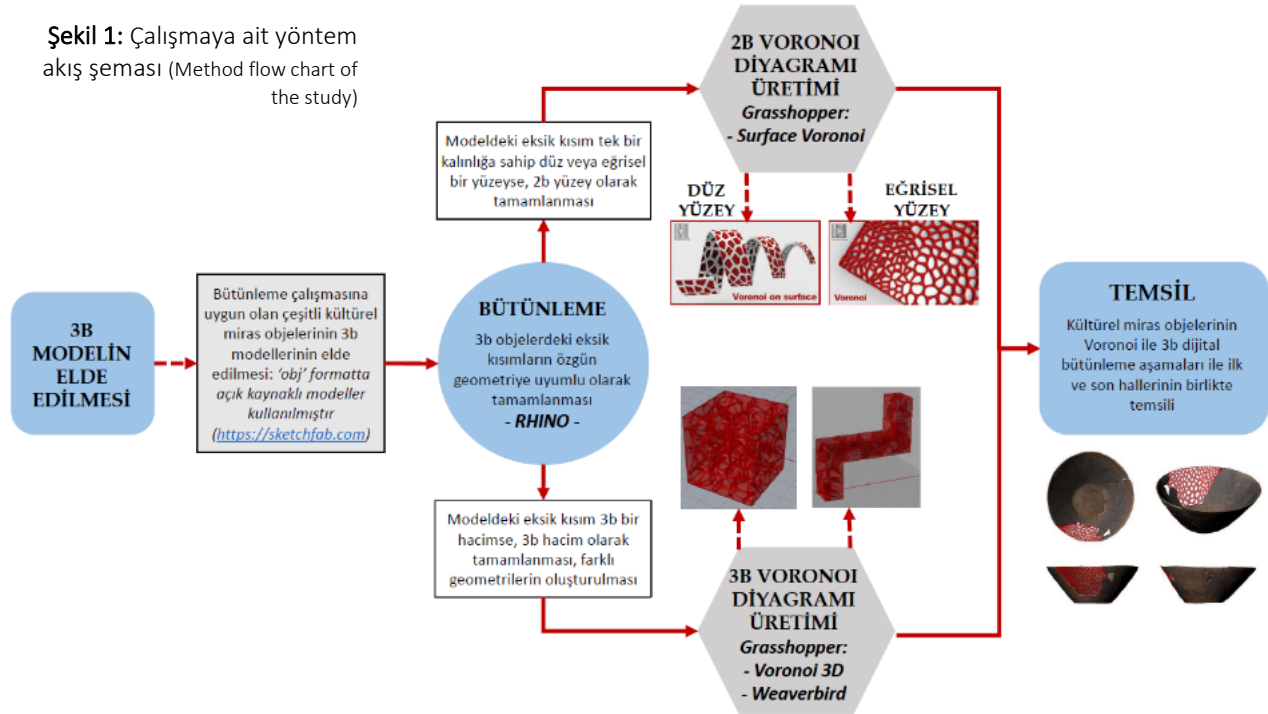 Şekil 1: Çalışmaya ait yöntem
akış şeması (Method flow chart of
the study)
3B
MODELİN
ELDE
EDİLMESİ
Bütünleme çalışmasına
uygun olan çeşitli kültürel
miras objelerinin 3b
modellerinin elde
edilmesi: ‘obj’ formatta
açık kaynaklı modeller
kullanılmıştır
(https://sketchfab.com)
BÜTÜNLEME
3b objelerdeki eksik
kısımların özgün
geometriye uyumlu olarak
tamamlanması
- RHINO -
Modeldeki eksik kısım tek bir
kalınlığa sahip düz veya eğrisel
bir yüzeyse, 2b yüzey olarak
tamamlanması
2B VORONOI
DİYAGRAMI
ÜRETİMİ
Grasshopper:
- Surface Voronoi
DÜZ
YÜZEY
Voronoi on surface
EĞRİSEL
YÜZEY
Voronoi
Modeldeki eksik kısım 3b bir
hacimse, 3b hacim olarak
tamamlanması, farklı
geometrilerin oluşturulması
3B VORONOI
DİYAGRAMI
ÜRETİMİ
Grasshopper:
- Voronoi 3D
- Weaverbird
TEMSİL
Kültürel miras objelerinin
Voronoi ile 3b dijital
bütünleme aşamaları ile ilk
ve son hallerinin birlikte
temsili